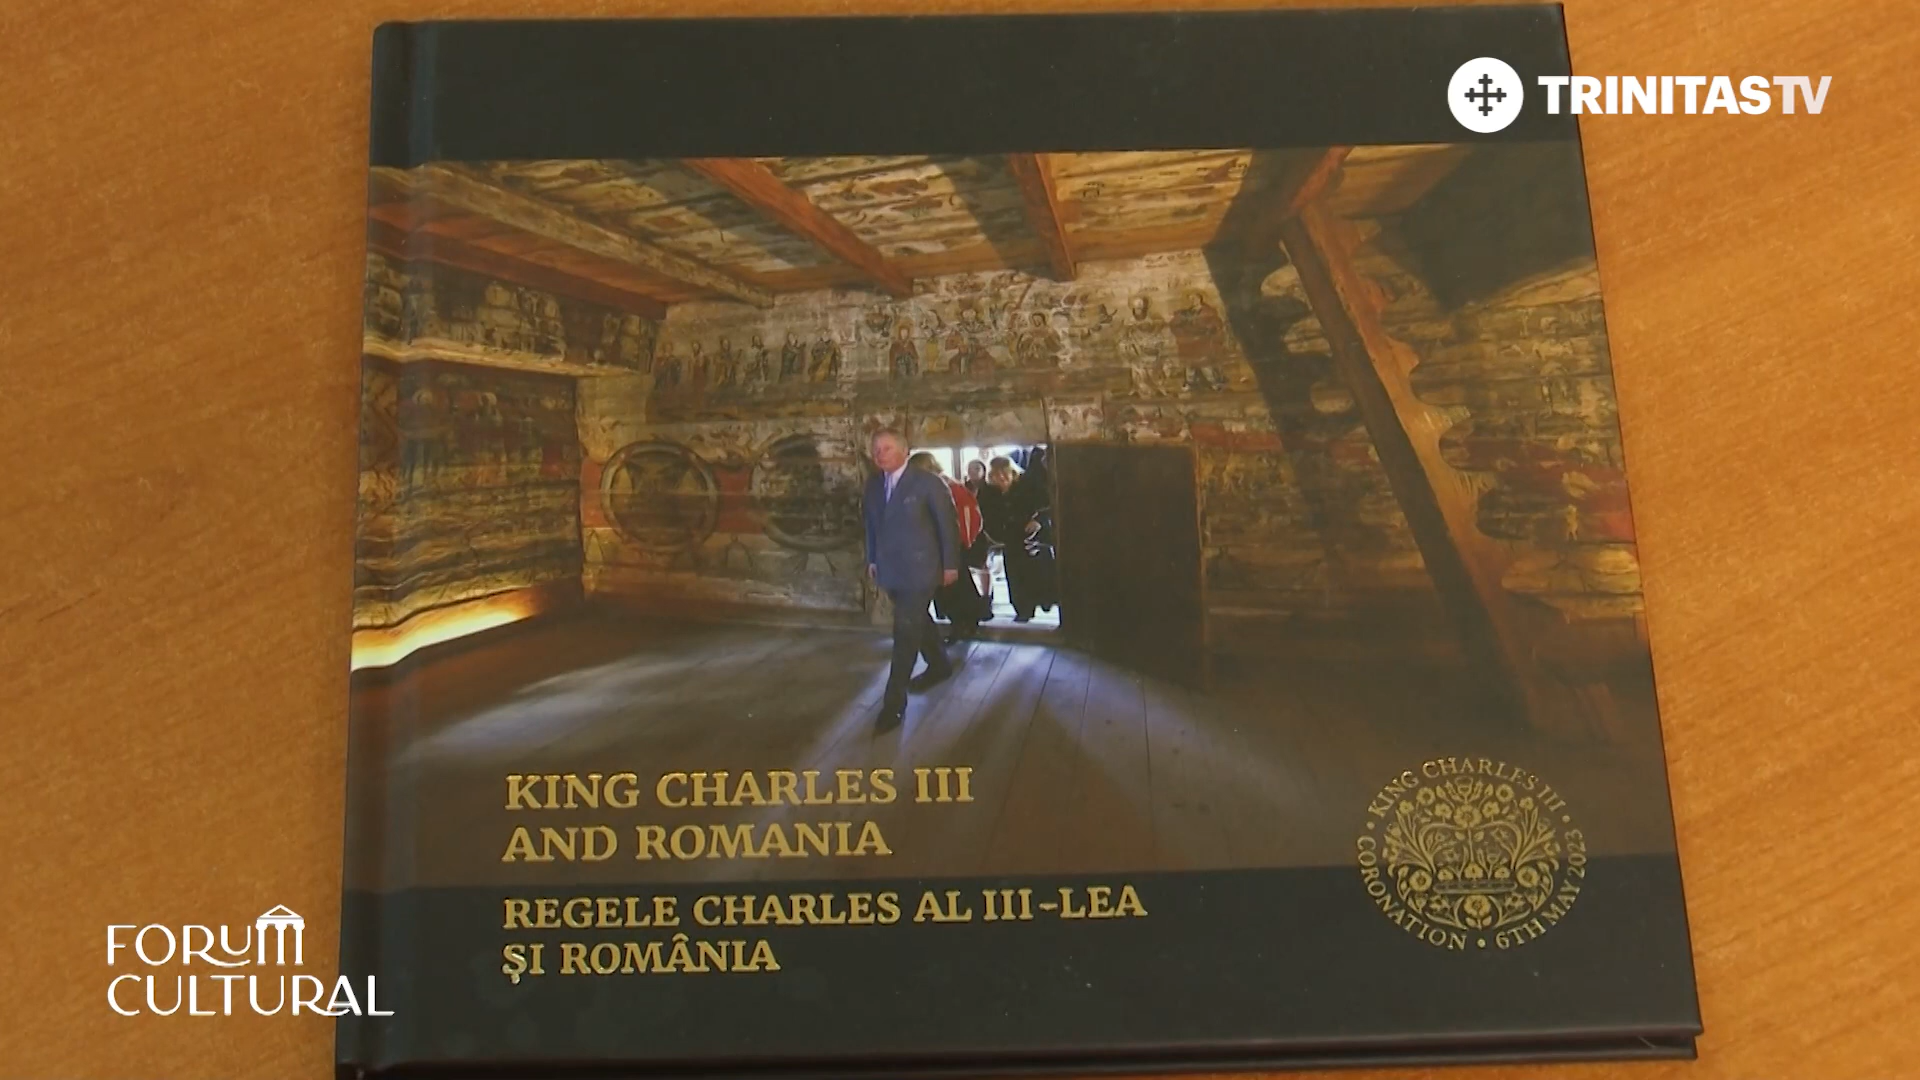 TRINITASTV
KING CHARLES III
AND ROMANIA
REGELE CHARLES AL III-LEA
ȘI ROMÂNIA
• KING CHARLES III •
CORONATION • 6TH MAY 2023
FORUM
CULTURAL